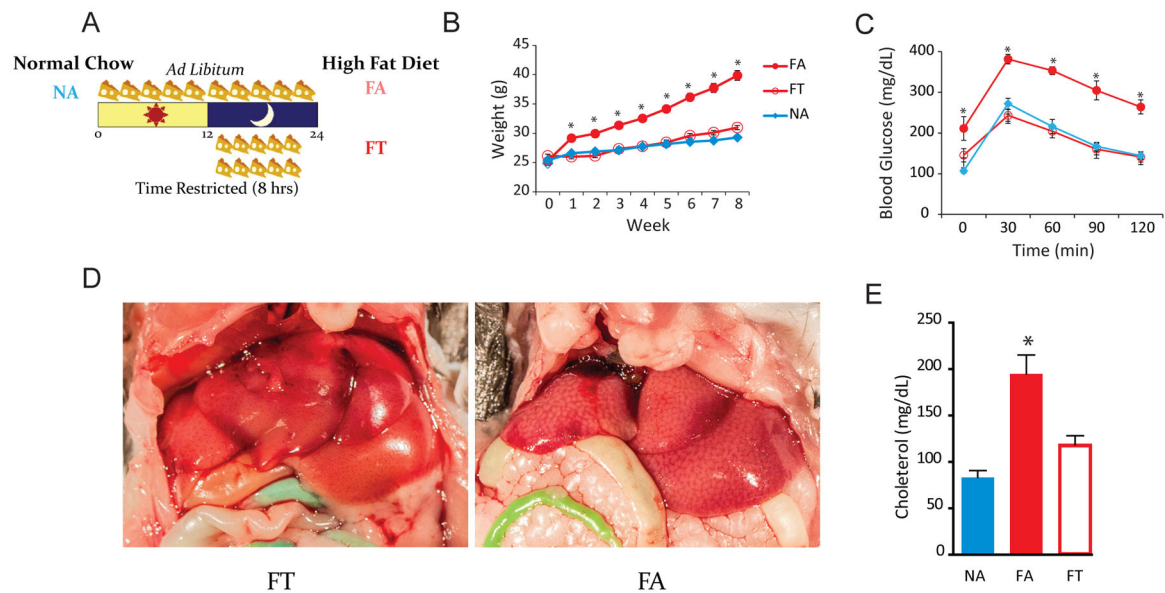 A
Normal Chow
NA
Ad Libitum
High Fat Diet
FA
0
12
24
FT
Time Restricted (8 hrs)
B
Weight (g)
45
40
35
30
25
20
*
*
*
*
*
*
*
*
0 1 2 3 4 5 6 7 8
Week
FA
FT
NA
C
Blood Glucose (mg/dL)
400
300
200
100
0
*
*
*
*
*
0 30 60 90 120
Time (min)
D
FT
FA
E
Choleterol (mg/dL)
250
200
150
100
50
0
*
NA FA FT